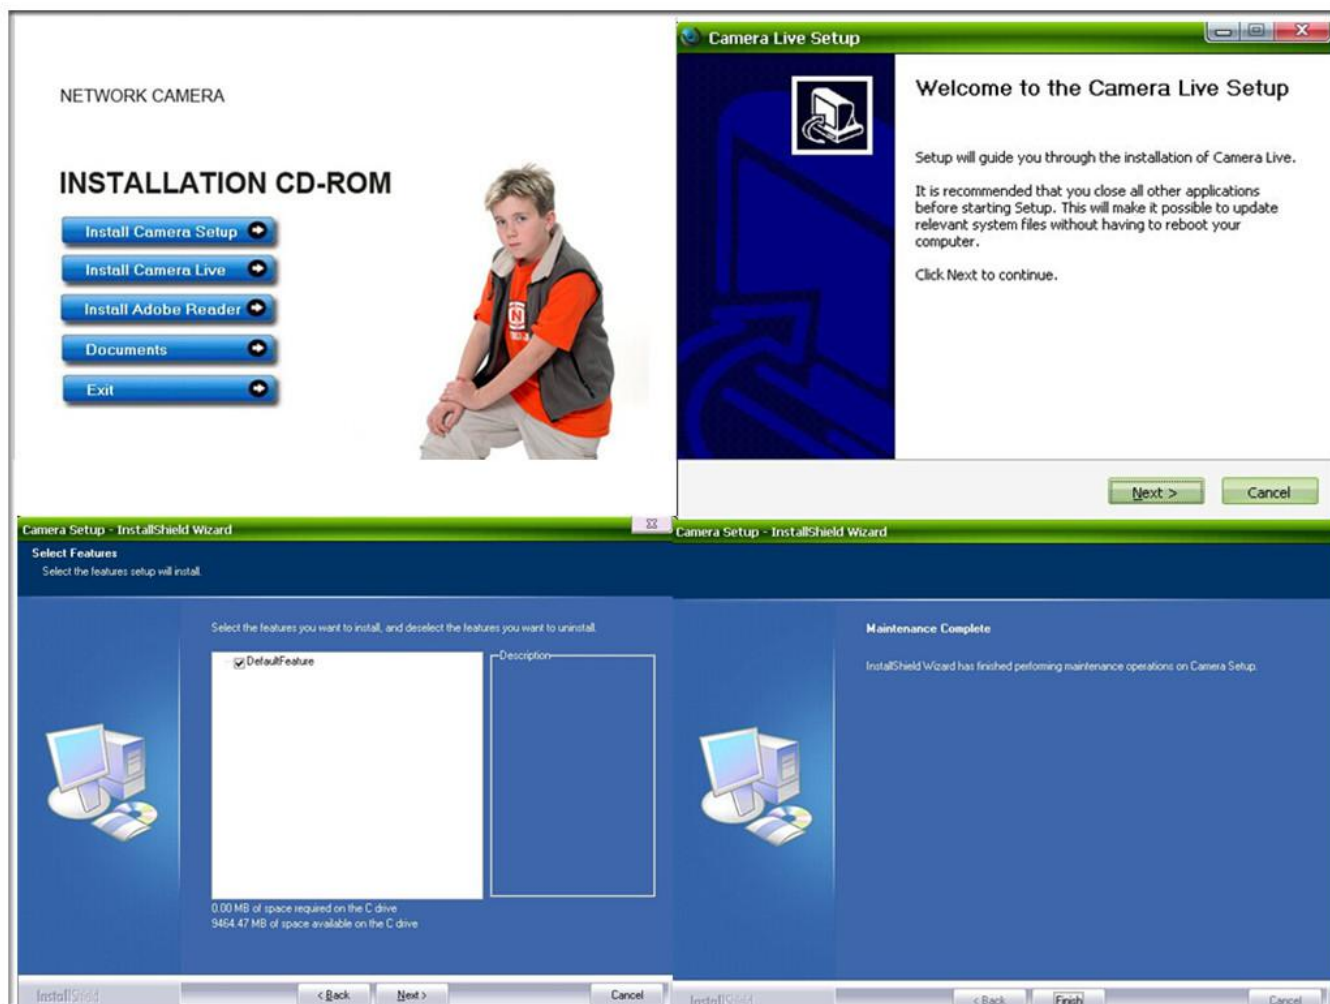 NETWORK CAMERA
INSTALLATION CD-ROM
Install Camera Setup
Install Camera Live
Install Adobe Reader
Documents
Exit
N
Camera Live Setup
Welcome to the Camera Live Setup
Setup will guide you through the installation of Camera Live.
It is recommended that you close all other applications
before starting Setup. This will make it possible to update
relevant system files without having to reboot your
computer.
Click Next to continue.
Next >
Cancel
Camera Setup - InstallShield Wizard
Select Features
Select the features setup will install.
Select the features you want to install, and deselect the features you want to uninstall.
DefaultFeature
Description
0.00 MB of space required on the C drive
9464.47 MB of space available on the C drive
InstallShield
< Back
Next >
Cancel
Camera Setup - InstallShield Wizard
Maintenance Complete
InstallShield Wizard has finished performing maintenance operations on Camera Setup.
InstallShield
< Back
Finish
Cancel